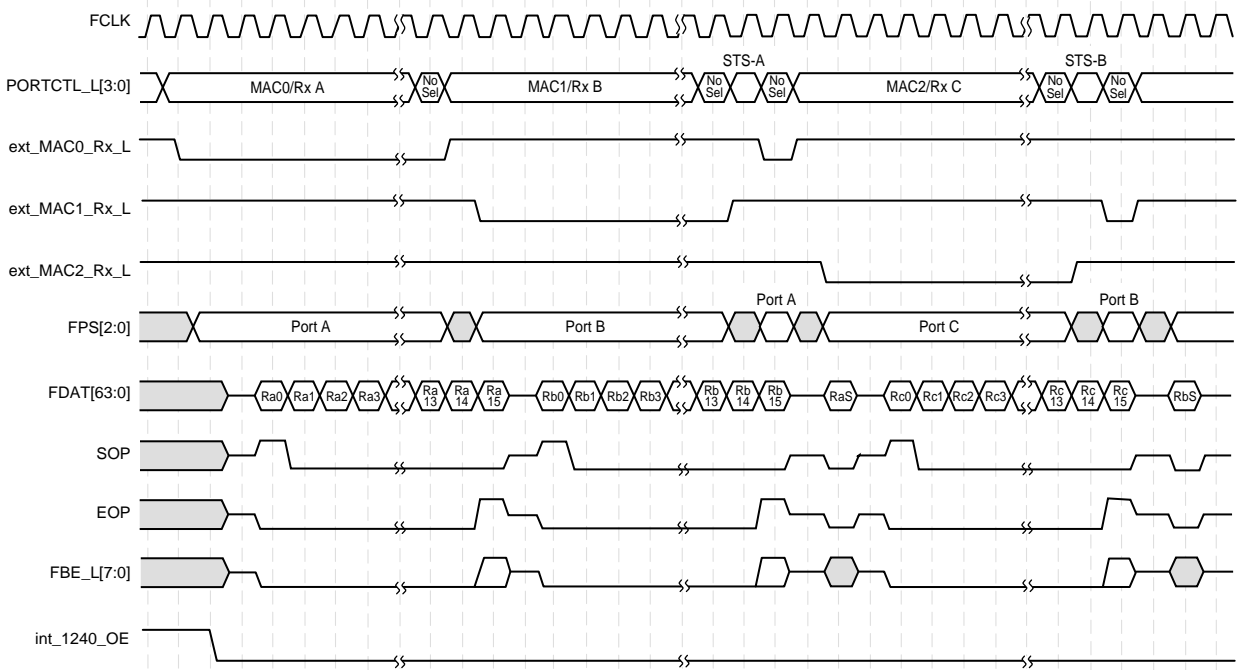 FCLK
STS-A
STS-B
PORTCTL_L[3:0]
MAC0/Rx A
No
Sel
MAC1/Rx B
No
Sel
No
Sel
MAC2/Rx C
No
Sel
No
Sel
ext_MAC0_Rx_L
ext_MAC1_Rx_L
ext_MAC2_Rx_L
Port A
Port B
FPS[2:0]
Port A
Port B
Port C
FDAT[63:0]
Ra0
Ra1
Ra2
Ra3
Ra
13
Ra
14
Ra
15
Rb0
Rb1
Rb2
Rb3
Rb
13
Rb
14
Rb
15
RaS
Rc0
Rc1
Rc2
Rc3
Rc
13
Rc
14
Rc
15
RbS
SOP
EOP
FBE_L[7:0]
int_1240_OE